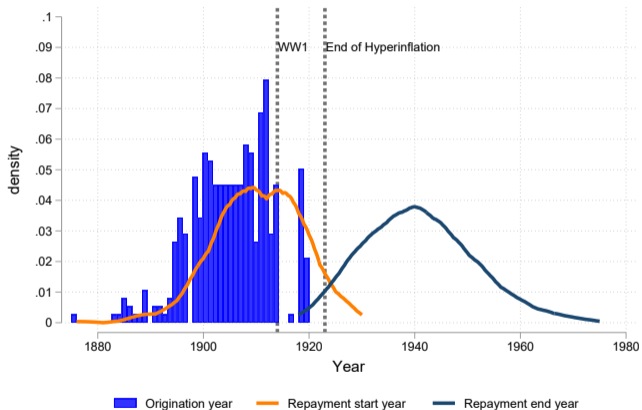 .1
.09
WW1 End of Hyperinflation
.08
.07
.06
.05
.04
.03
.02
.01
0
density
1880 1900 1920 1940 1960 1980
Year
Origination year Repayment start year Repayment end year